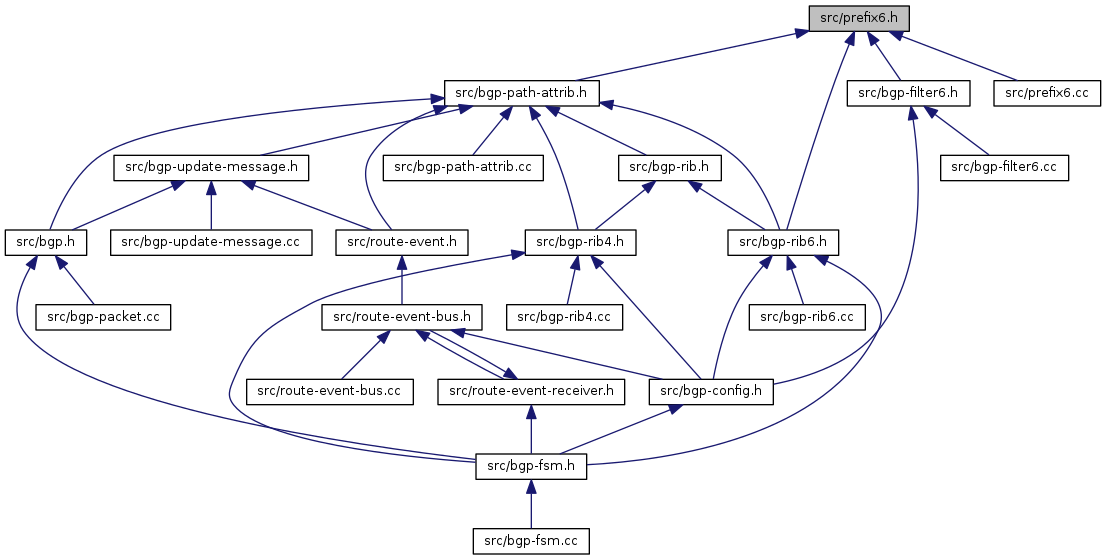 src/prefix6.h
src/bgp-path-attrib.h
src/bgp-filter6.h
src/prefix6.cc
src/bgp-update-message.h
src/bgp-path-attrib.cc
src/bgp-rib.h
src/bgp-filter6.cc
src/bgp.h
src/bgp-update-message.cc
src/route-event.h
src/bgp-rib4.h
src/bgp-rib6.h
src/bgp-packet.cc
src/route-event-bus.h
src/bgp-rib4.cc
src/bgp-rib6.cc
src/route-event-bus.cc
src/route-event-receiver.h
src/bgp-config.h
src/bgp-fsm.h
src/bgp-fsm.cc